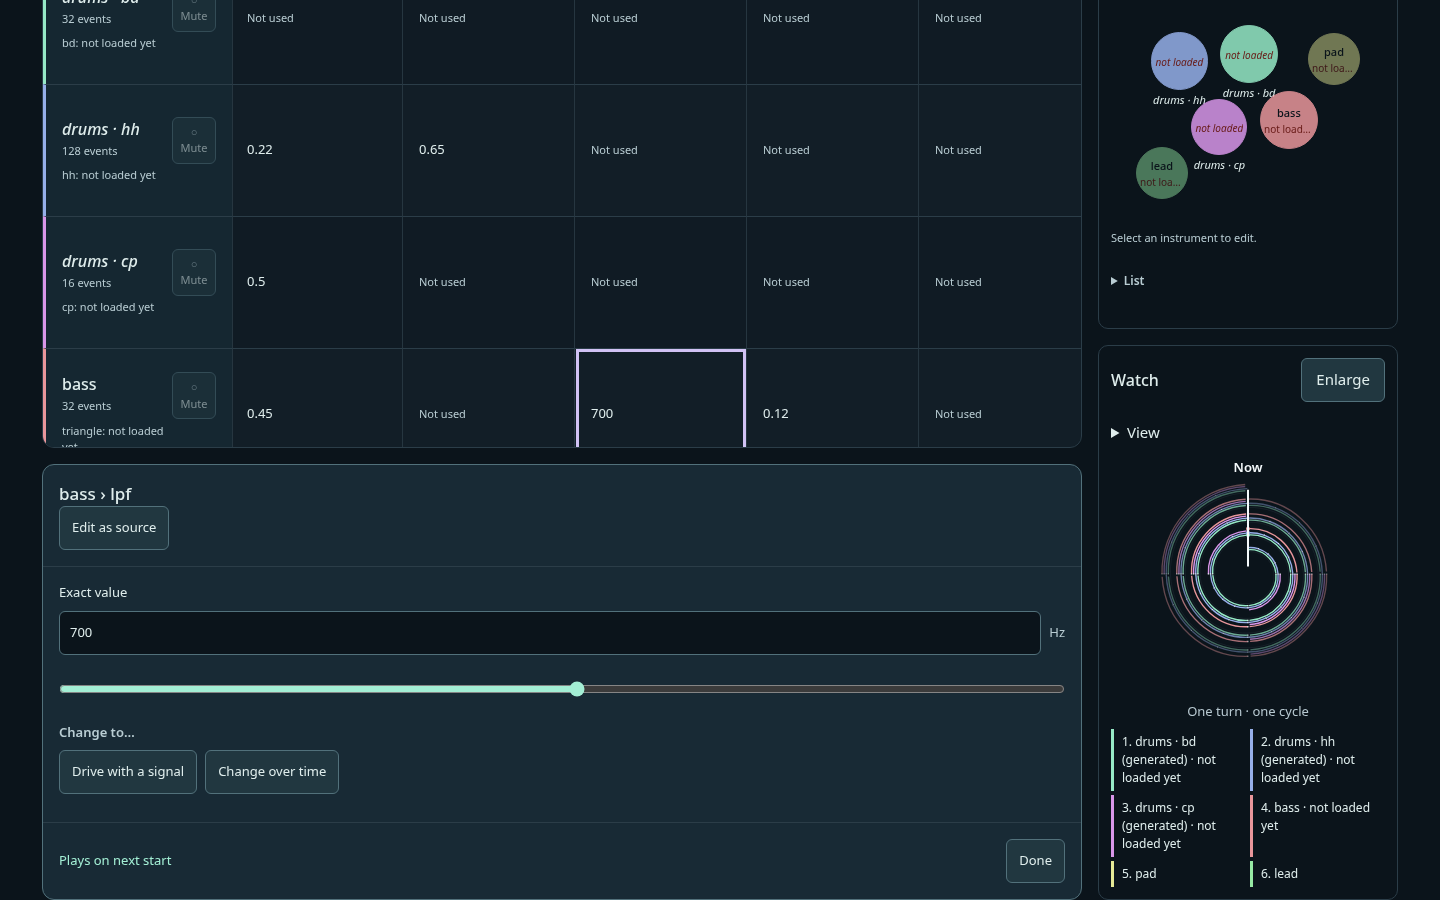 32 events
○
Mute
bd: not loaded yet
Not used
Not used
Not used
Not used
Not used
drums · hh
128 events
hh: not loaded yet
○
Mute
0.22
0.65
Not used
Not used
Not used
drums · cp
16 events
cp: not loaded yet
○
Mute
0.5
Not used
Not used
Not used
Not used
bass
32 events
triangle: not loaded
○
Mute
0.45
Not used
700
0.12
Not used
bass › lpf
Edit as source
Exact value
700
Hz
Change to...
Drive with a signal
Change over time
Plays on next start
Done
not loaded
drums · hh
not loaded
drums · bd
pad
not loa...
not loaded
drums · cp
bass
not load...
lead
not loa...
Select an instrument to edit.
List
Watch
Enlarge
View
Now
One turn · one cycle
1. drums · bd
(generated) · not
loaded yet
2. drums · hh
(generated) · not
loaded yet
3. drums · cp
(generated) · not
loaded yet
4. bass · not loaded
yet
5. pad
6. lead